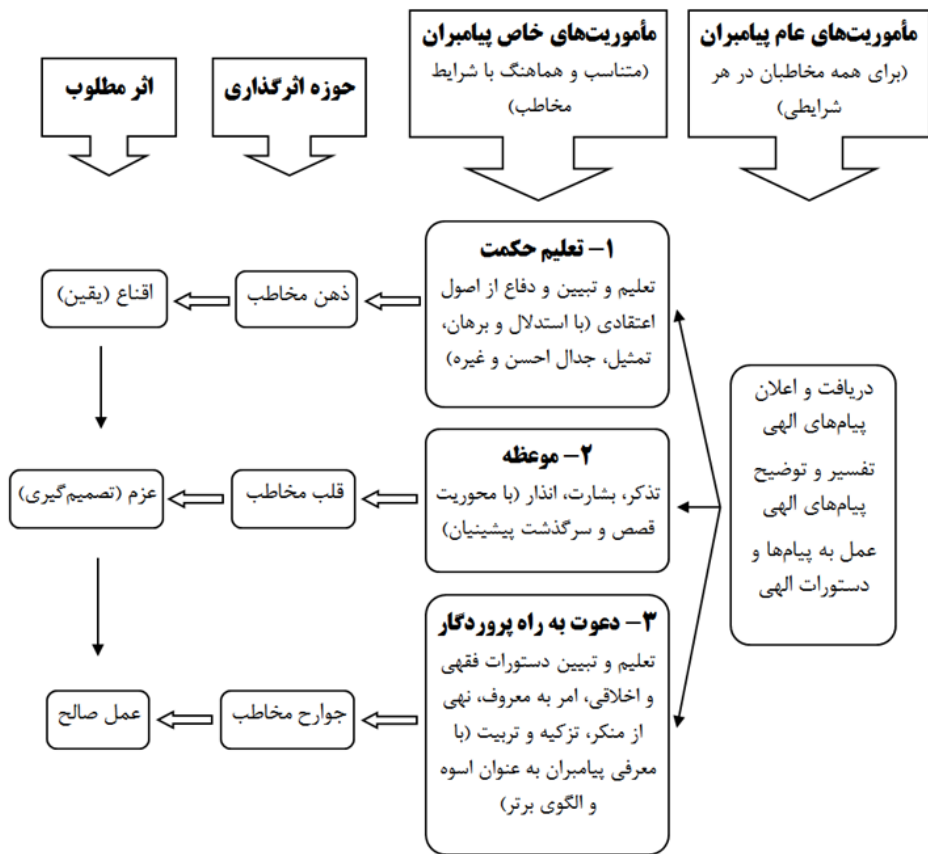 مأموریت‌های عام پیامبران
(برای همه مخاطبان در هر
شرایطی)
مأموریت‌های خاص پیامبران
(متناسب و هماهنگ با شرایط
مخاطب)
حوزه اثرگذاری
اثر مطلوب
دریافت و اعلان
پیام‌های الهی
تفسیر و توضیح
پیام‌های الهی
عمل به پیام‌ها و
دستورات الهی
۱- تعلیم حکمت
تعلیم و تبیین و دفاع از اصول
اعتقادی (با استدلال و برهان،
تمثیل، جدال احسن و غیره)
ذهن مخاطب
اقناع (یقین)
۲- موعظه
تذکر، بشارت، انذار (با محوریت
قصص و سرگذشت پیشینیان)
قلب مخاطب
عزم (تصمیم‌گیری)
۳- دعوت به راه پروردگار
تعلیم و تبیین دستورات فقهی
و اخلاقی، امر به معروف، نهی
از منکر، تزکیه و تربیت (با
معرفی پیامبران به عنوان اسوه
و الگوی برتر)
جوارح مخاطب
عمل صالح